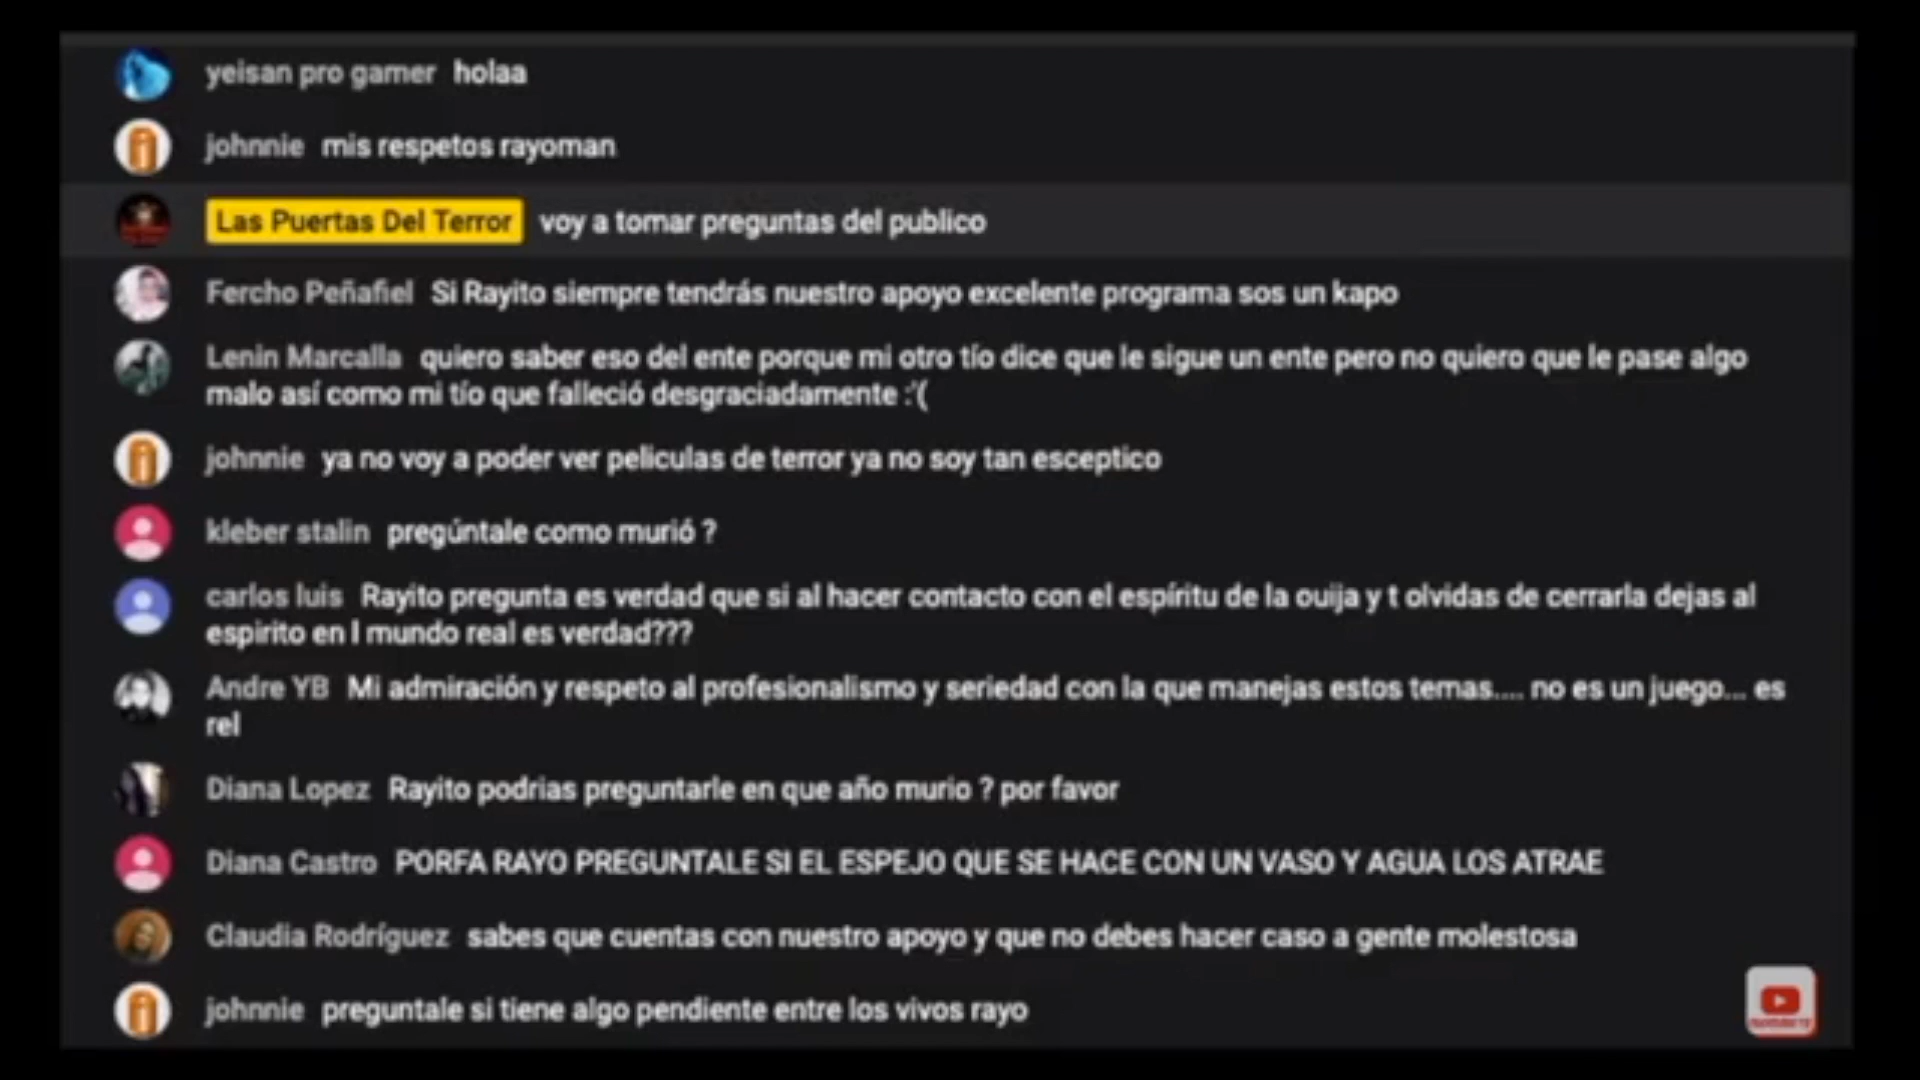 yeisan pro gamer holaa
johnnie mis respetos rayoman
Las Puertas Del Terror voy a tomar preguntas del publico
Fercho Peñafiel Si Rayito siempre tendrás nuestro apoyo excelente programa sos un kapo
Lenin Marcalla quiero saber eso del ente porque mi otro tío dice que le sigue un ente pero no quiero que le pase algo
malo así como mi tío que falleció desgraciadamente :'(
johnnie ya no voy a poder ver peliculas de terror ya no soy tan esceptico
kleber stalin pregúntale como murió ?
carlos luis Rayito pregunta es verdad que si al hacer contacto con el espíritu de la ouija y t olvidas de cerrarla dejas al
espirito en l mundo real es verdad???
Andre YB Mi admiración y respeto al profesionalismo y seriedad con la que manejas estos temas.... no es un juego... es
rel
Diana Lopez Rayito podrias preguntarle en que año murio ? por favor
Diana Castro PORFA RAYO PREGUNTALE SI EL ESPEJO QUE SE HACE CON UN VASO Y AGUA LOS ATRAE
Claudia Rodríguez sabes que cuentas con nuestro apoyo y que no debes hacer caso a gente molestosa
johnnie preguntale si tiene algo pendiente entre los vivos rayo